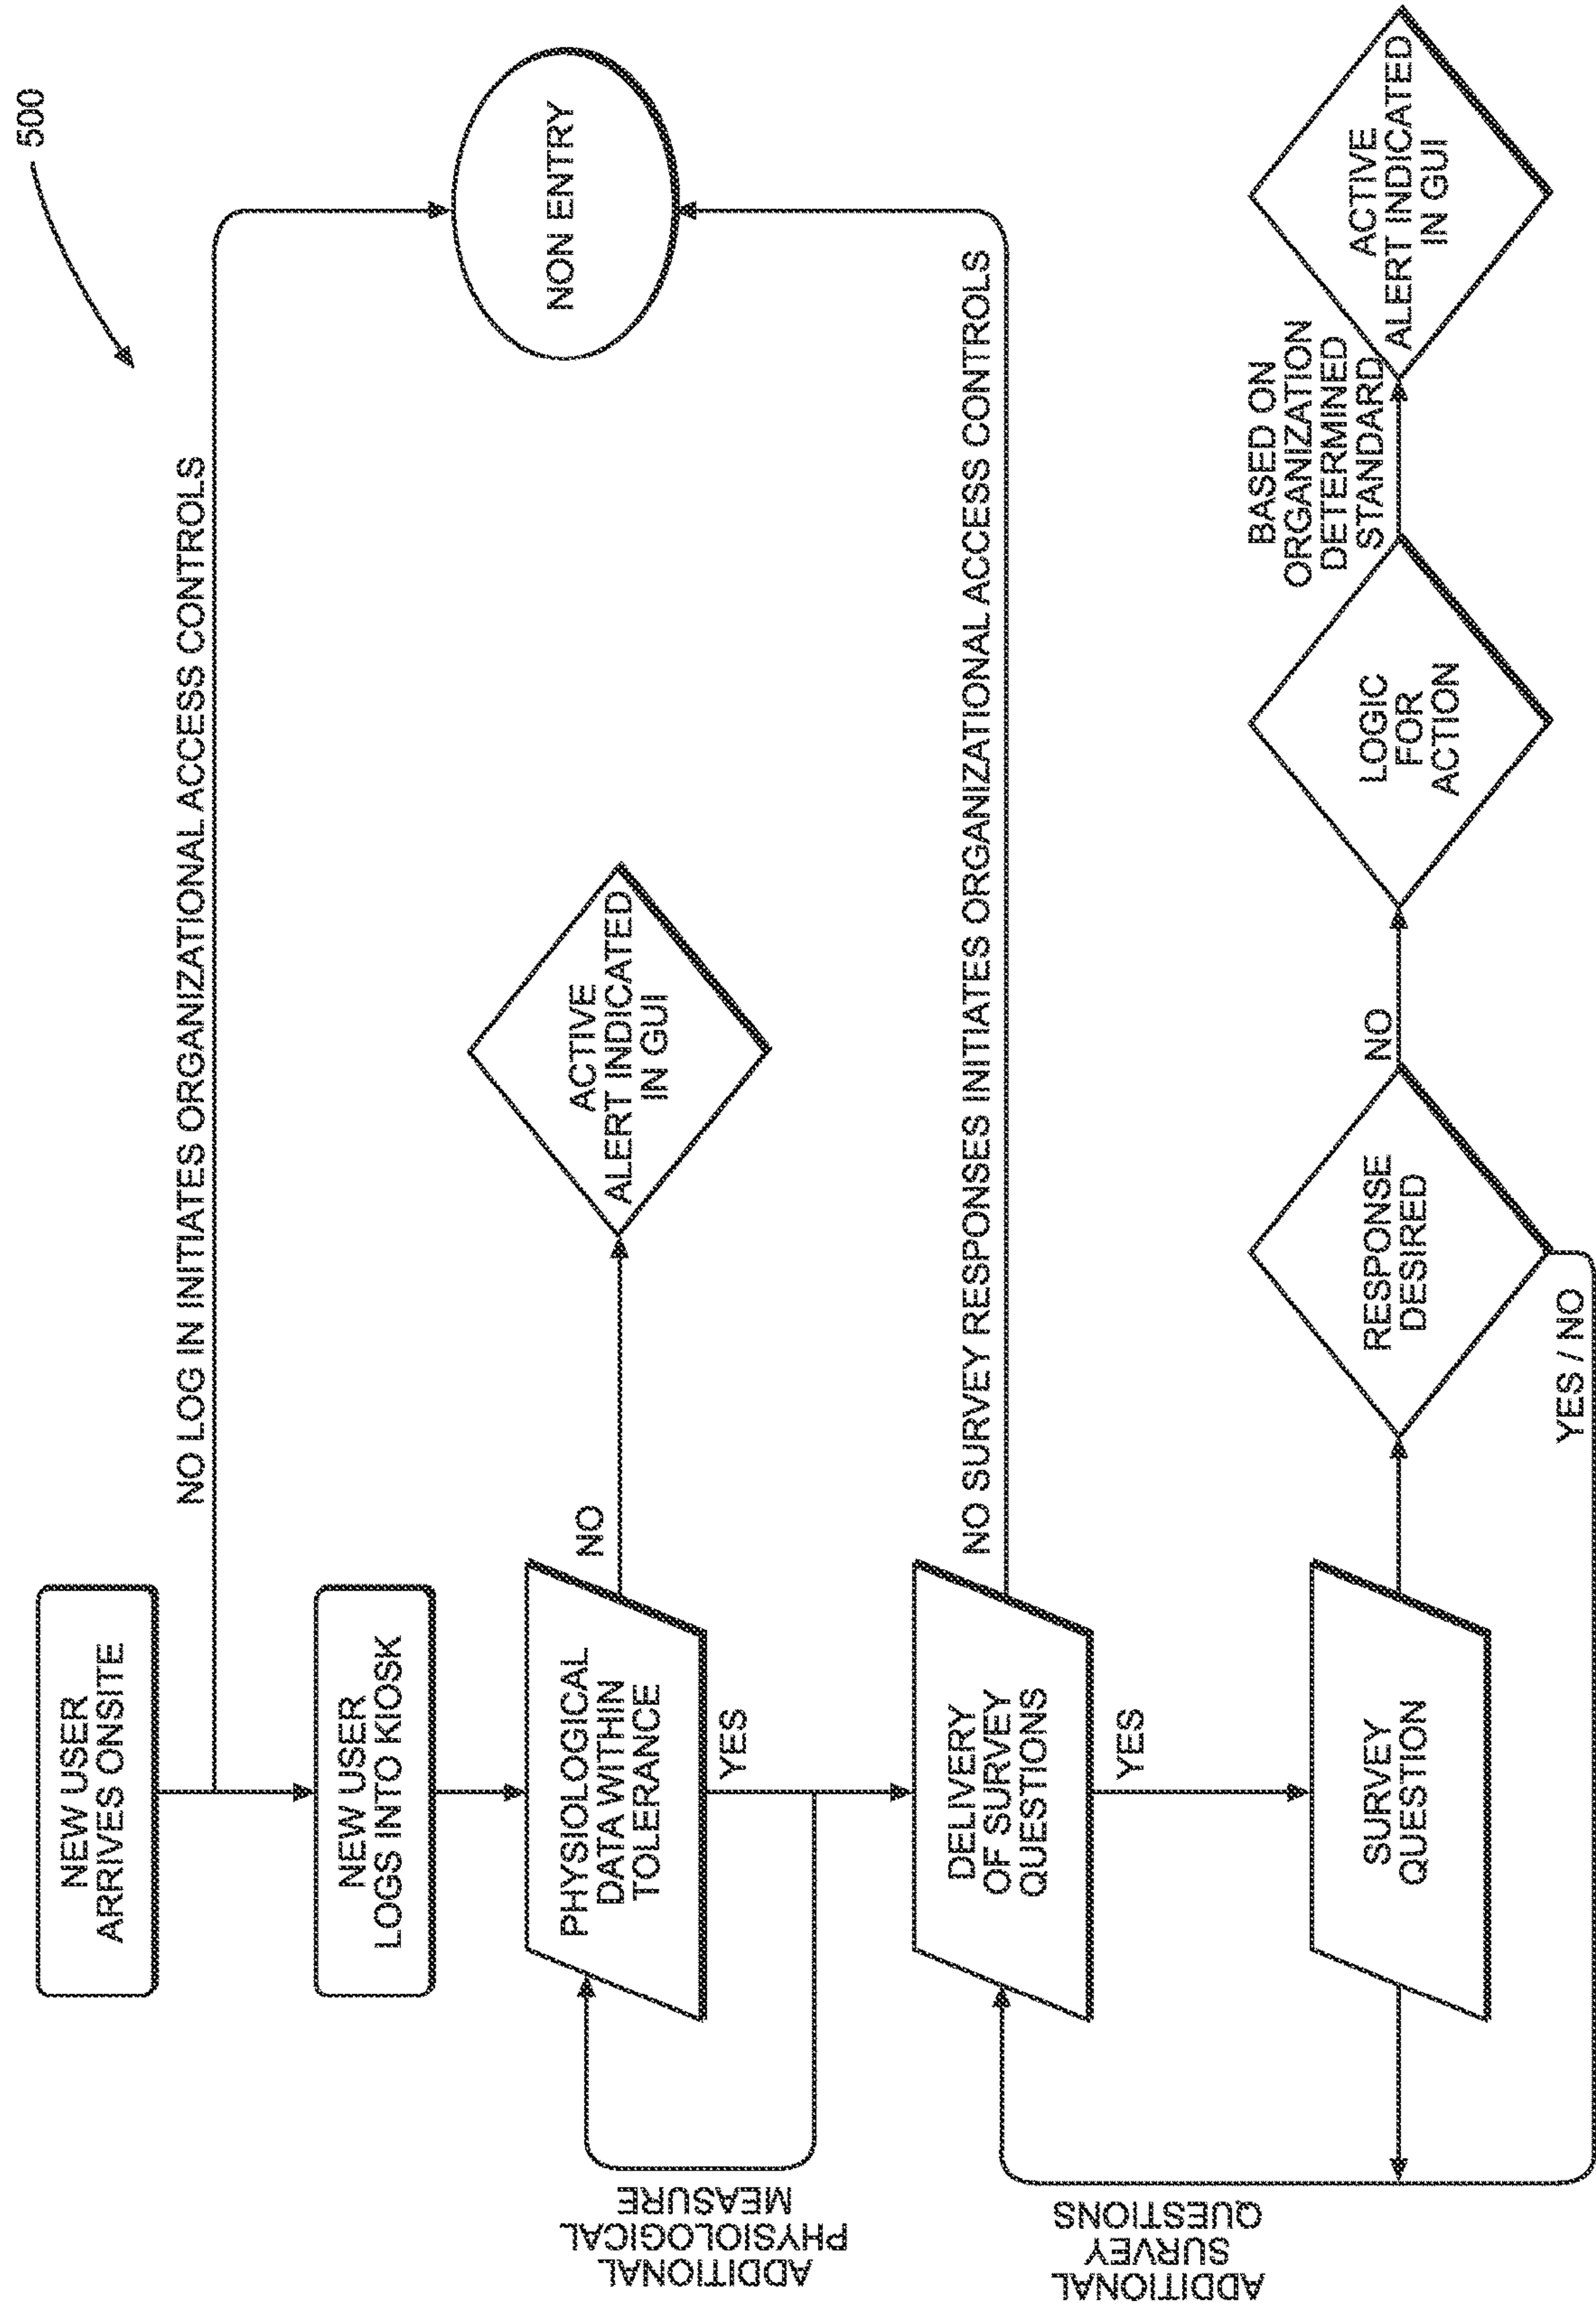 500
NEW USER
ARRIVES ONSITE
NO LOG IN INITIATES ORGANIZATIONAL ACCESS CONTROLS
NEW USER
LOGS INTO KIOSK
NON ENTRY
PHYSIOLOGICAL
DATA WITHIN
TOLERANCE
NO
ACTIVE
ALERT INDICATED
IN GUI
YES
ADDITIONAL
PHYSIOLOGICAL
MEASURE
DELIVERY
OF SURVEY
QUESTIONS
NO SURVEY RESPONSES INITIATES ORGANIZATIONAL ACCESS CONTROLS
YES
ADDITIONAL
SURVEY
QUESTIONS
SURVEY
QUESTION
RESPONSE
DESIRED
NO
YES / NO
LOGIC
FOR
ACTION
BASED ON
ORGANIZATION
DETERMINED
STANDARD
ACTIVE
ALERT INDICATED
IN GUI